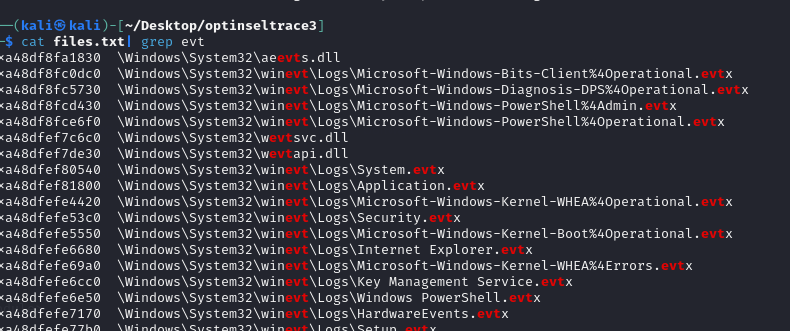 ──(kali㉿kali)-[~/Desktop/optinseltrace3]
─$ cat files.txt| grep evt
×a48df8fa1830 \Windows\System32\aeevts.dll
×a48df8fc0dc0 \Windows\System32\winevt\Logs\Microsoft-Windows-Bits-Client%4Operational.evtx
×a48df8fc5730 \Windows\System32\winevt\Logs\Microsoft-Windows-Diagnosis-DPS%4Operational.evtx
×a48df8fcd430 \Windows\System32\winevt\Logs\Microsoft-Windows-PowerShell%4Admin.evtx
×a48df8fce6f0 \Windows\System32\winevt\Logs\Microsoft-Windows-PowerShell%4Operational.evtx
×a48dfef7c6c0 \Windows\System32\wevtsvc.dll
×a48dfef7de30 \Windows\System32\wevtapi.dll
×a48dfef80540 \Windows\System32\winevt\Logs\System.evtx
×a48dfef81800 \Windows\System32\winevt\Logs\Application.evtx
×a48dfefe4420 \Windows\System32\winevt\Logs\Microsoft-Windows-Kernel-WHEA%4Operational.evtx
×a48dfefe53c0 \Windows\System32\winevt\Logs\Security.evtx
×a48dfefe5550 \Windows\System32\winevt\Logs\Microsoft-Windows-Kernel-Boot%4Operational.evtx
×a48dfefe6680 \Windows\System32\winevt\Logs\Internet Explorer.evtx
×a48dfefe69a0 \Windows\System32\winevt\Logs\Microsoft-Windows-Kernel-WHEA%4Errors.evtx
×a48dfefe6cc0 \Windows\System32\winevt\Logs\Key Management Service.evtx
×a48dfefe6e50 \Windows\System32\winevt\Logs\Windows PowerShell.evtx
×a48dfefe7170 \Windows\System32\winevt\Logs\HardwareEvents.evtx
×a48dfefe77b0 \Windows\System32\winevt\Logs\Setup.evtx